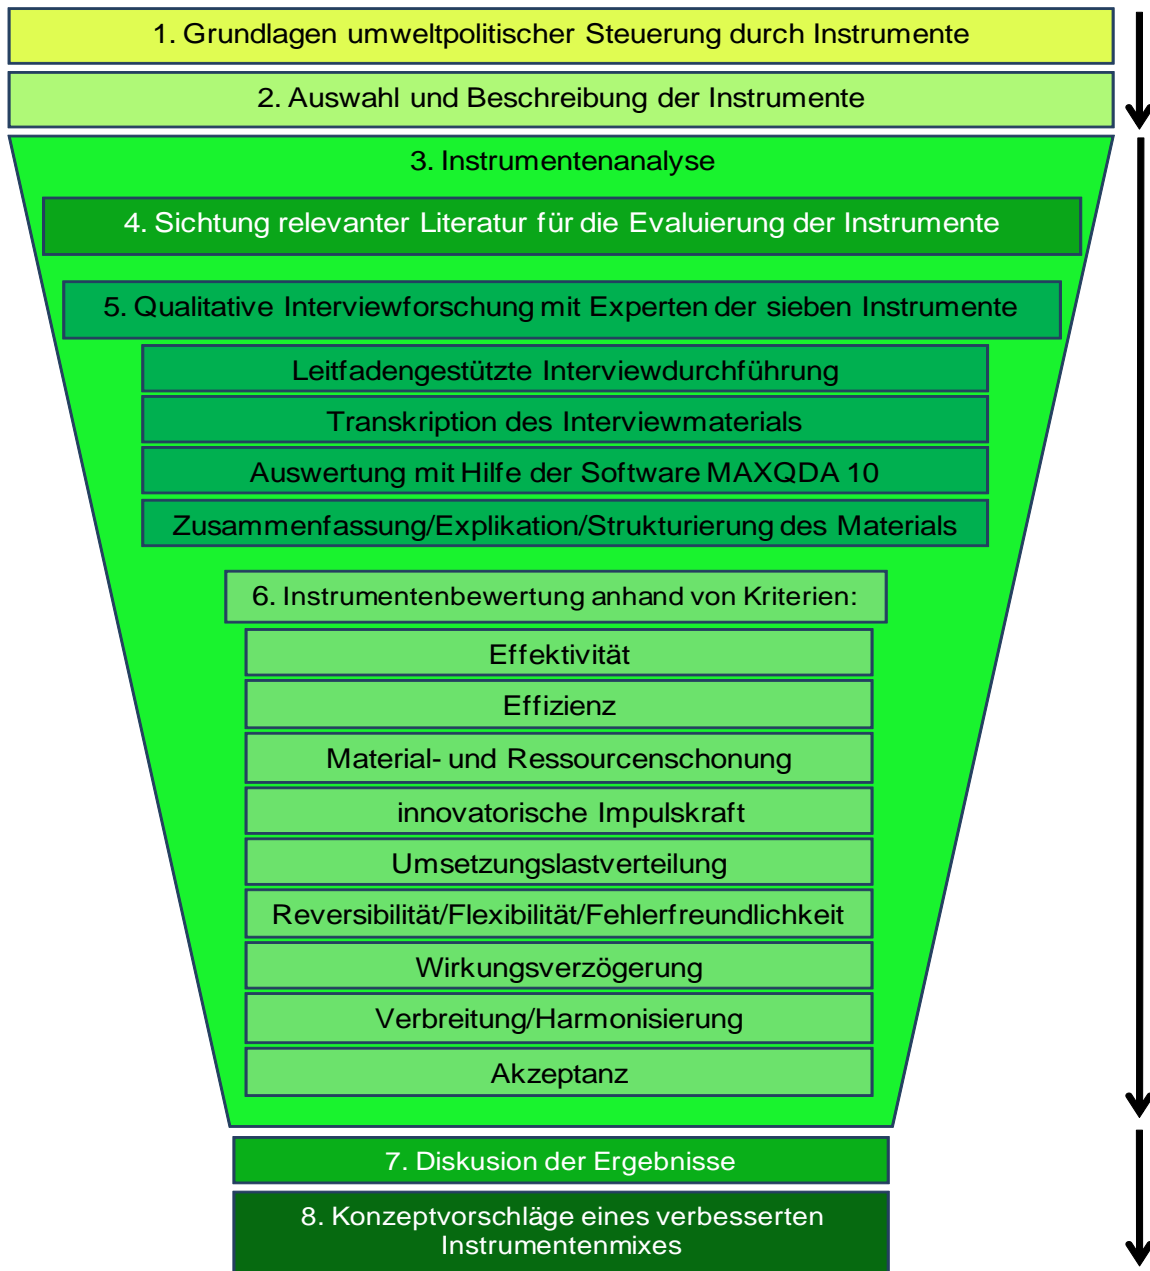 1. Grundlagen umweltpolitischer Steuerung durch Instrumente
2. Auswahl und Beschreibung der Instrumente
3. Instrumentenanalyse
4. Sichtung relevanter Literatur für die Evaluierung der Instrumente
5. Qualitative Interviewforschung mit Experten der sieben Instrumente
Leitfadengestützte Interviewdurchführung
Transkription des Interviewmaterials
Auswertung mit Hilfe der Software MAXQDA 10
Zusammenfassung/Explikation/Strukturierung des Materials
6. Instrumentenbewertung anhand von Kriterien:
Effektivität
Effizienz
Material- und Ressourcenschonung
innovatorische Impulskraft
Umsetzungslastverteilung
Reversibilität/Flexibilität/Fehlerfreundlichkeit
Wirkungsverzögerung
Verbreitung/Harmonisierung
Akzeptanz
7. Diskusion der Ergebnisse
8. Konzeptvorschläge eines verbesserten
Instrumentenmixes